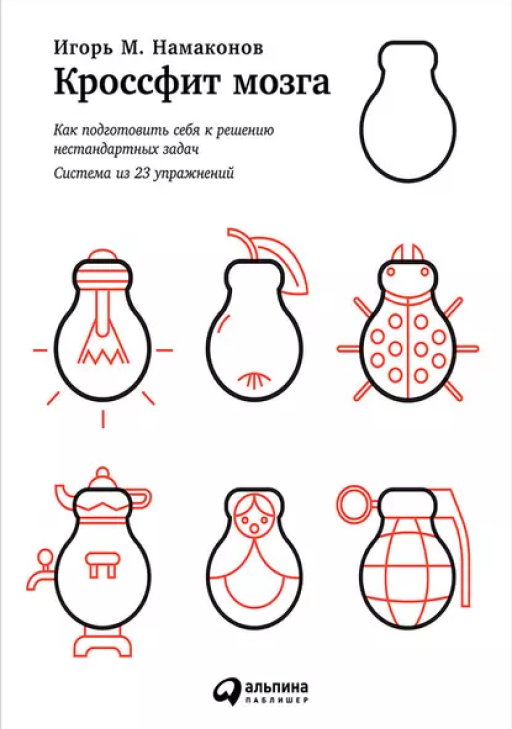 Игорь М. Намаконов
Кроссфит мозга
Как подготовить себя к решению
нестандартных задач
Система из 23 упражнений
альпина
ПАБЛИШЕР